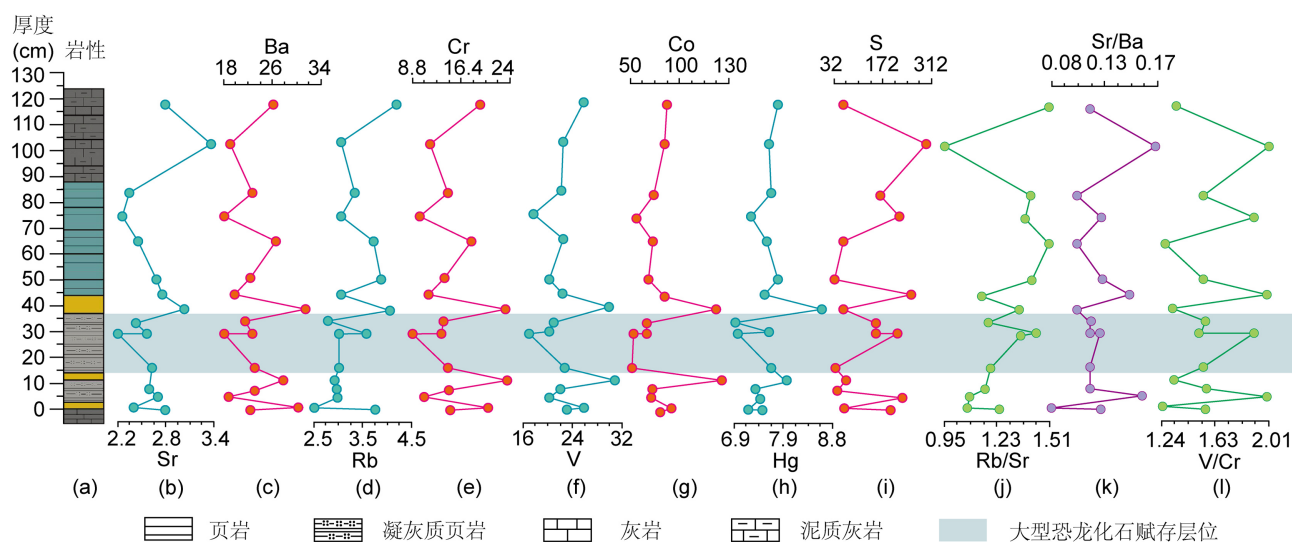 厚度
(cm) 岩性
Ba Cr Co S Sr/Ba
18 26 34 8.8 16.4 24 50 100 130 32 172 312 0.08 0.13 0.17
130
120
110
100
90
80
70
60
50
40
30
20
10
0
2.2 2.8 3.4 2.5 3.5 4.5 16 24 32 6.9 7.9 8.8 0.95 1.23 1.51 1.24 1.63 2.01
Sr Rb V Hg Rb/Sr V/Cr
(a) (b) (c) (d) (e) (f) (g) (h) (i) (j) (k) (l)
页岩 凝灰质页岩 灰岩 泥质灰岩 大型恐龙化石赋存层位